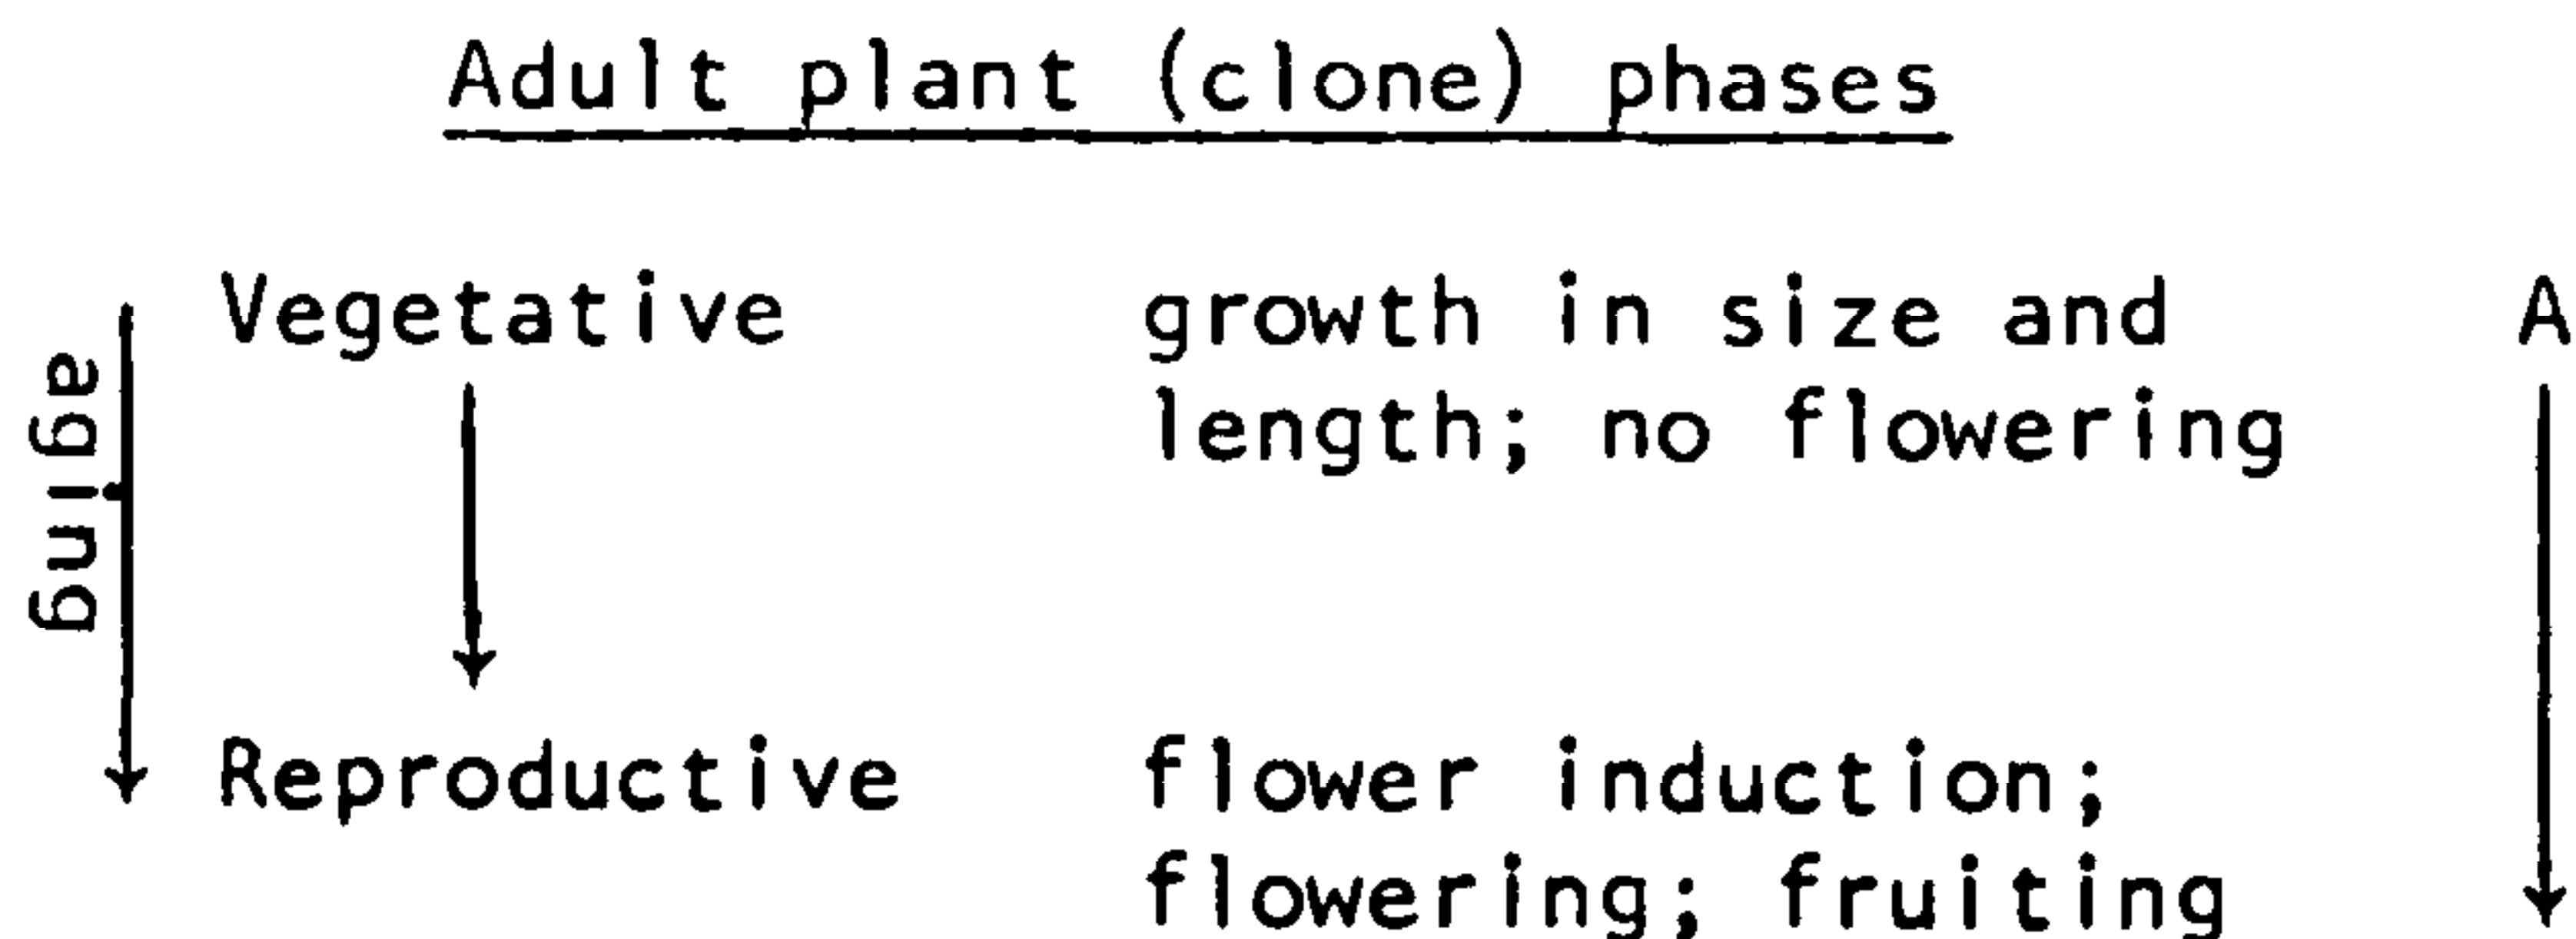 Adult plant (clone) phases
Vegetative growth in size and A
length; no flowering
aging
Reproductive flower induction;
flowering; fruiting